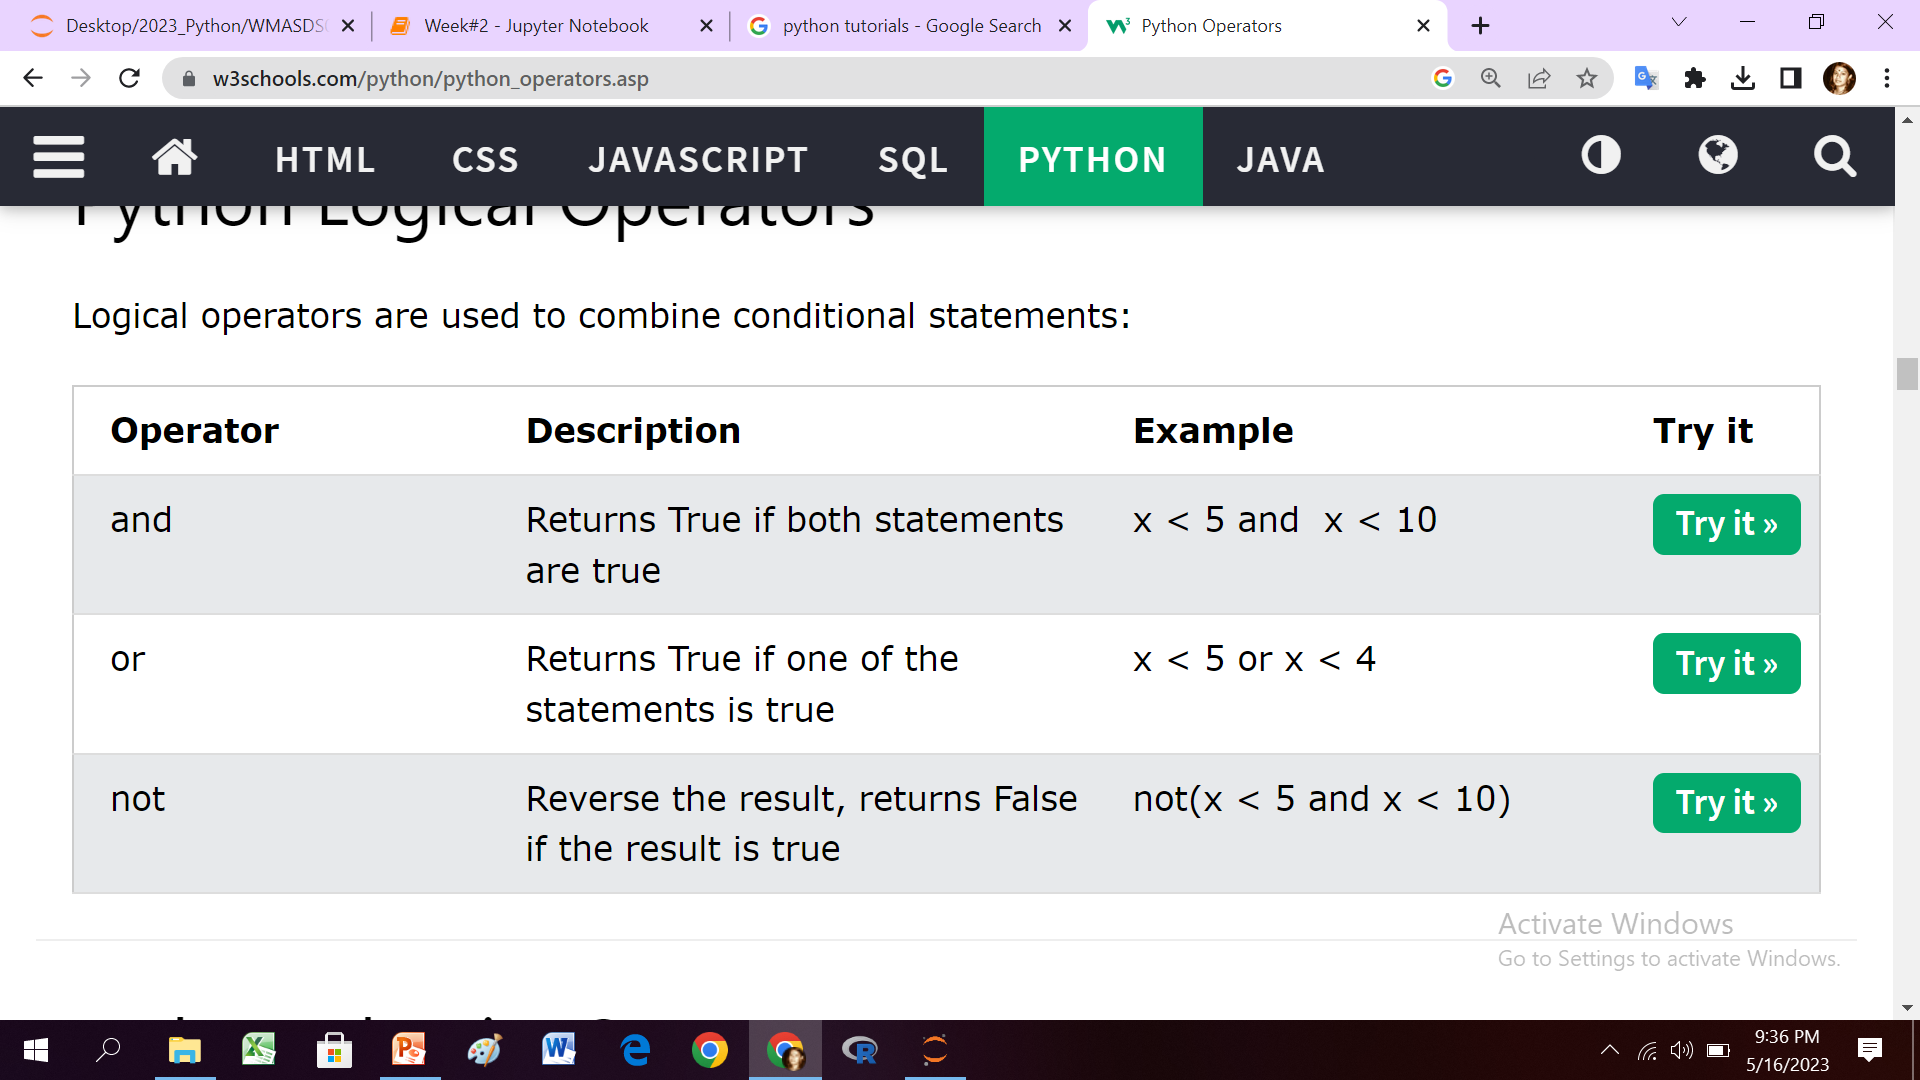 Desktop/2023_Python/WMASDS
Week#2 - Jupyter Notebook
python tutorials - Google Search
Python Operators
w3schools.com/python/python_operators.asp
HTML CSS JAVASCRIPT SQL PYTHON JAVA
Python Logical Operators
Logical operators are used to combine conditional statements:
Operator Description Example Try it
and Returns True if both statements x < 5 and  x < 10 Try it »
are true
or Returns True if one of the x < 5 or x < 4 Try it »
statements is true
not Reverse the result, returns False not(x < 5 and x < 10) Try it »
if the result is true
Activate Windows
Go to Settings to activate Windows.
9:36 PM
5/16/2023